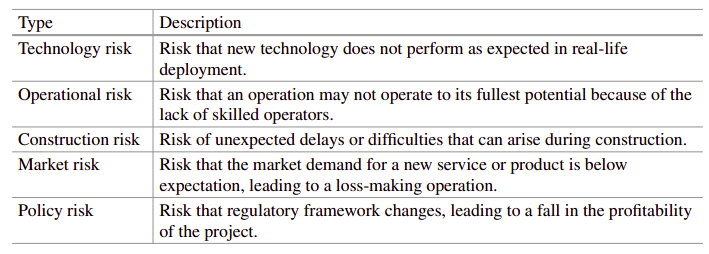 Type Description
Technology risk Risk that new technology does not perform as expected in real-life
deployment.
Operational risk Risk that an operation may not operate to its fullest potential because of the
lack of skilled operators.
Construction risk Risk of unexpected delays or difficulties that can arise during construction.
Market risk Risk that the market demand for a new service or product is below
expectation, leading to a loss-making operation.
Policy risk Risk that regulatory framework changes, leading to a fall in the profitability
of the project.